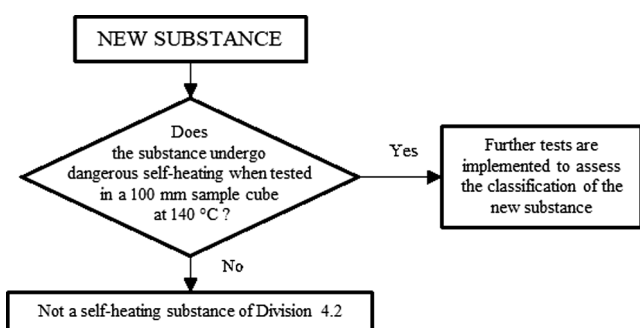 NEW SUBSTANCE
Does
the substance undergo
dangerous self-heating when tested
in a 100 mm sample cube
at 140 °C ?
Yes
Further tests are
implemented to assess
the classification of the
new substance
No
Not a self-heating substance of Division 4.2